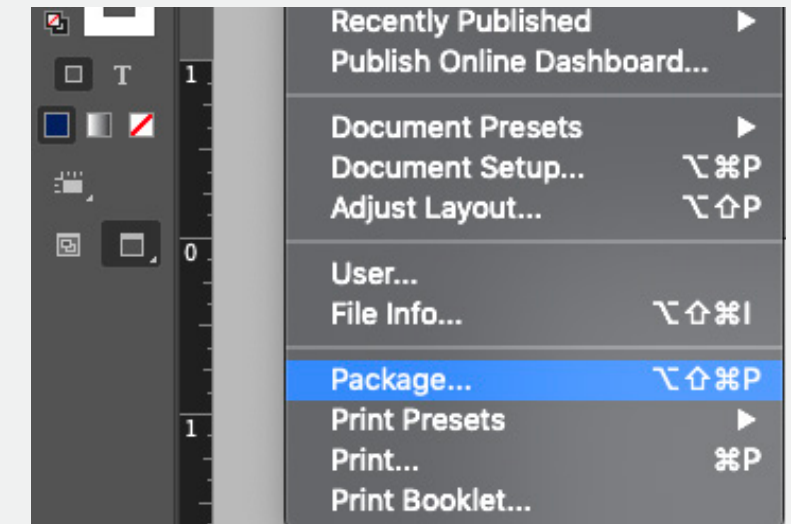 Recently Published ▶
Publish Online Dashboard...
T
1
Document Presets ▶
Document Setup... ⌥⌘P
Adjust Layout... ⌥⇧P
0
User...
File Info... ⌥⇧⌘I
Package... ⌥⇧⌘P
Print Presets ▶
1
Print... ⌘P
Print Booklet...